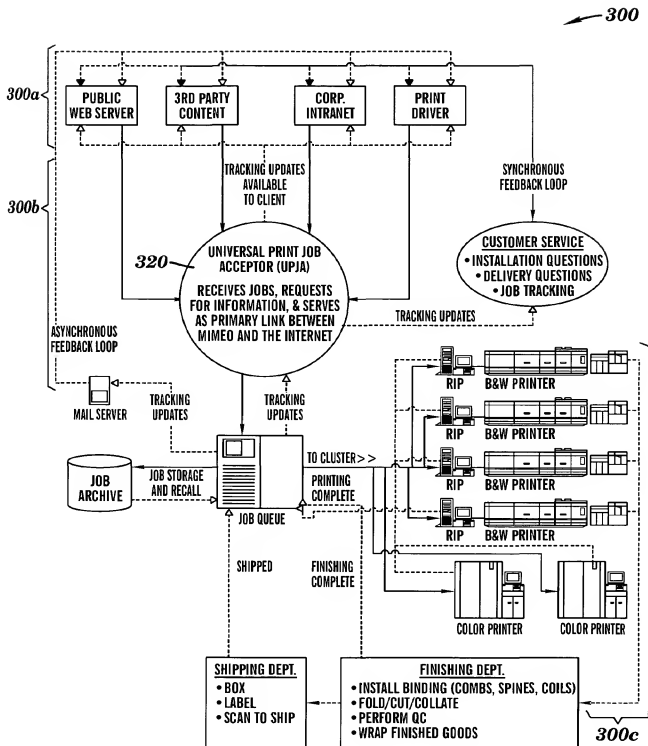 300
300a
PUBLIC
WEB SERVER
3RD PARTY
CONTENT
CORP.
INTRANET
PRINT
DRIVER
TRACKING UPDATES
AVAILABLE
TO CLIENT
SYNCHRONOUS
FEEDBACK LOOP
300b
320
UNIVERSAL PRINT JOB
ACCEPTOR (UPJA)
RECEIVES JOBS, REQUESTS
FOR INFORMATION, & SERVES
AS PRIMARY LINK BETWEEN
MIMEO AND THE INTERNET
CUSTOMER SERVICE
• INSTALLATION QUESTIONS
• DELIVERY QUESTIONS
• JOB TRACKING
TRACKING UPDATES
ASYNCHRONOUS
FEEDBACK LOOP
MAIL SERVER
TRACKING
UPDATES
TRACKING
UPDATES
RIP B&W PRINTER
RIP B&W PRINTER
RIP B&W PRINTER
RIP B&W PRINTER
JOB
ARCHIVE
JOB STORAGE
AND RECALL
JOB QUEUE
TO CLUSTER>>
PRINTING
COMPLETE
SHIPPED
FINISHING
COMPLETE
COLOR PRINTER
COLOR PRINTER
SHIPPING DEPT.
• BOX
• LABEL
• SCAN TO SHIP
FINISHING DEPT.
• INSTALL BINDING (COMBS, SPINES, COILS)
• FOLD/CUT/COLLATE
• PERFORM QC
• WRAP FINISHED GOODS
300c